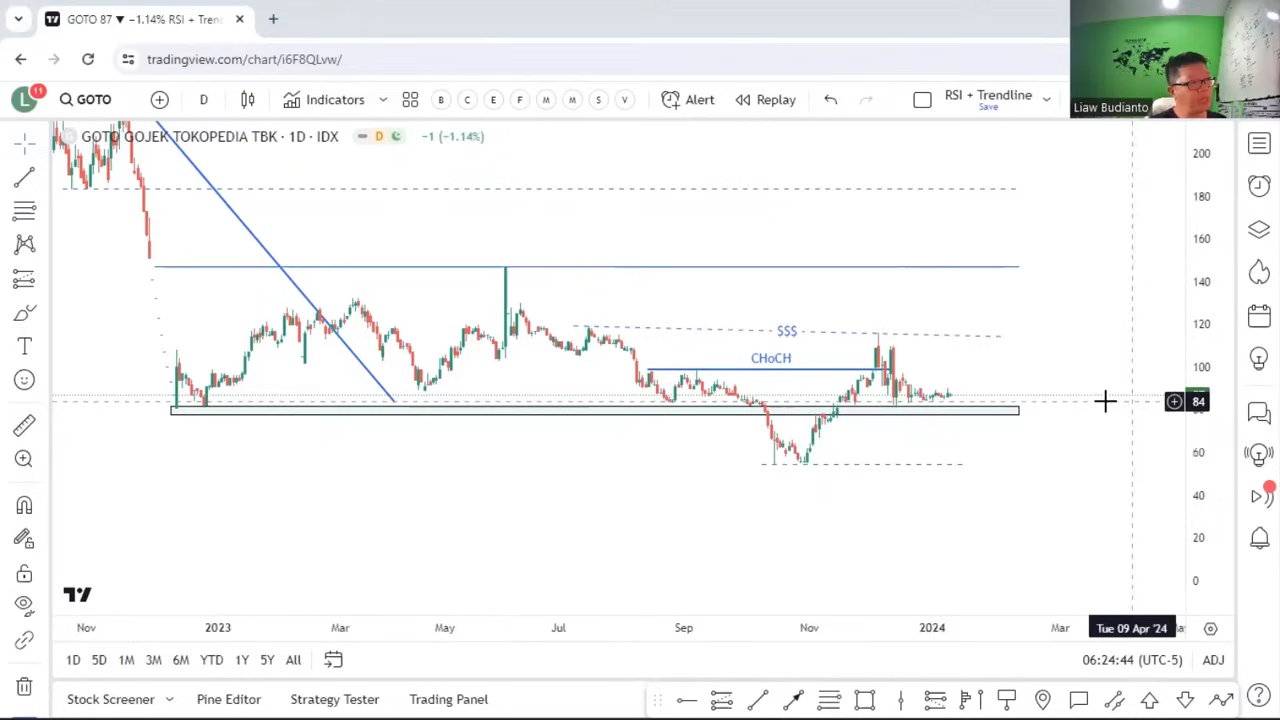 GOTO 87 ▼ −1.14% RSI + Tren
tradingview.com/chart/i6F8QLvw/
L 11 GOTO D Indicators B C E F M M S V Alert Replay RSI + Trendline
Save
Liaw Budianto
GOTO GOJEK TOKOPEDIA TBK · 1D · IDX D −1 (−1.14%)
200
180
160
140
120
100
84
60
40
20
0
$$$
CHoCH
Nov 2023 Mar May Jul Sep Nov 2024 Mar Tue 09 Apr '24
1D 5D 1M 3M 6M YTD 1Y 5Y All 06:24:44 (UTC-5) ADJ
Stock Screener Pine Editor Strategy Tester Trading Panel